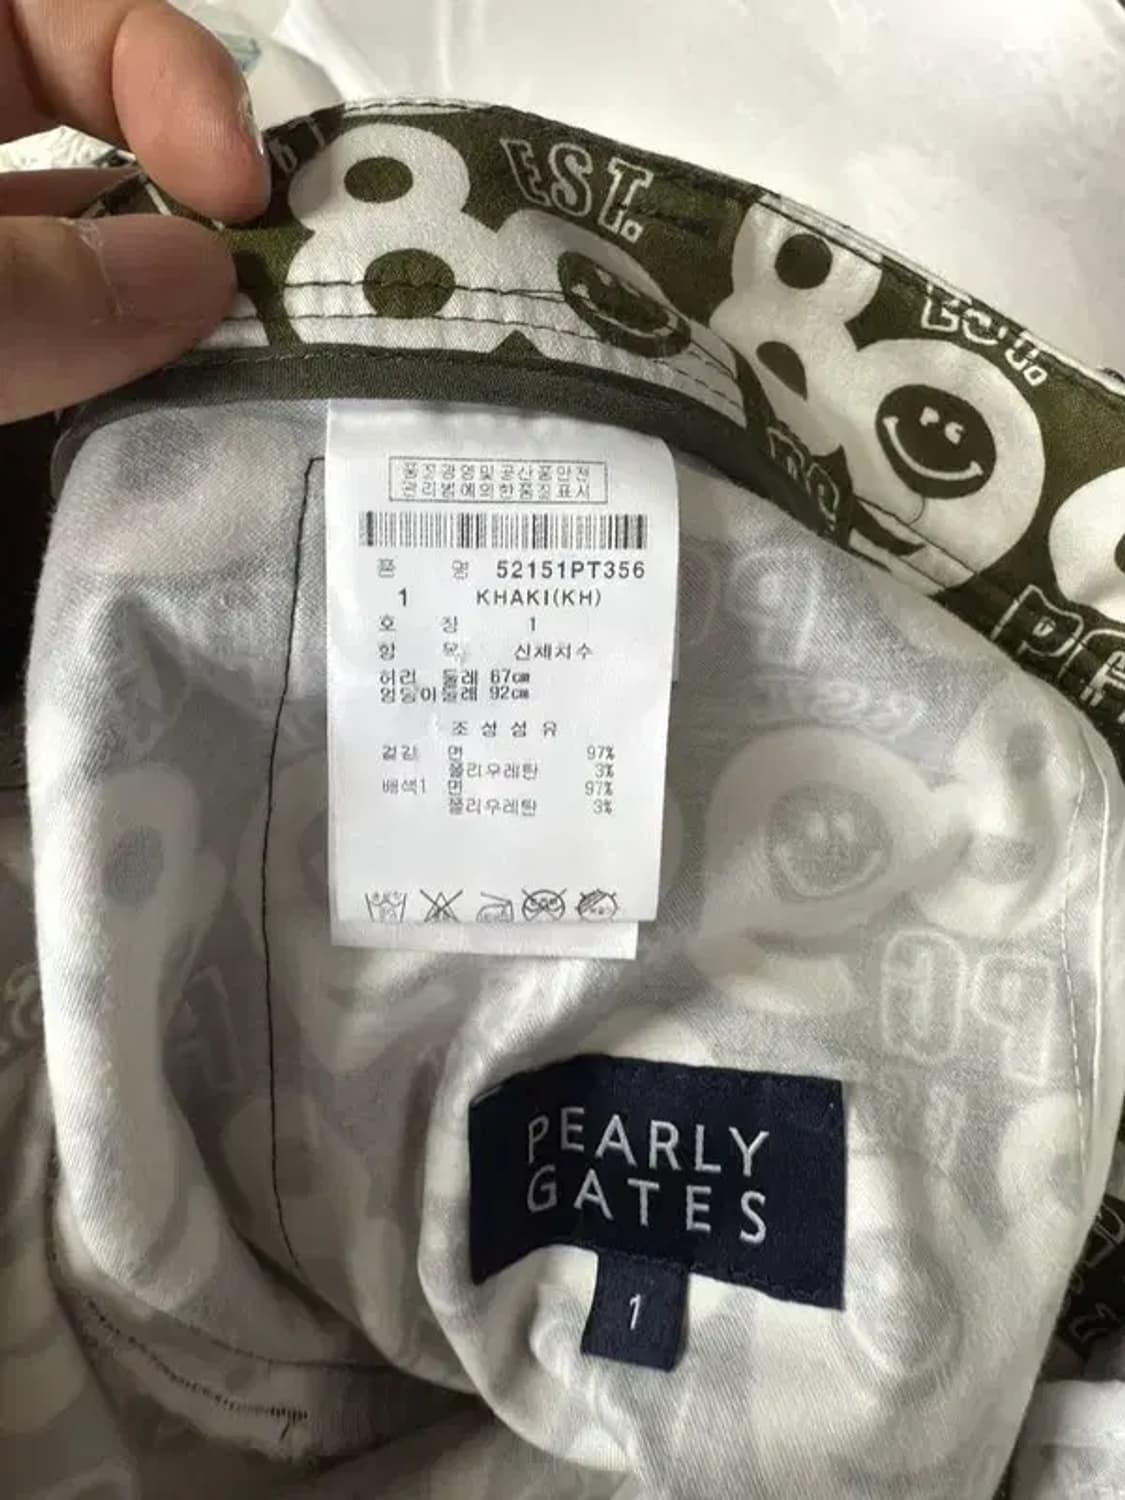 EST.
PG
품질경영및공산품안전
관리법에의한품질표시
품 명 52151PT356
1 KHAKI(KH)
호 칭 1
항 목 신체치수
허리 둘레 67cm
엉덩이둘레 92cm
조성섬유
겉감 면 97%
폴리우레탄 3%
배색1 면 97%
폴리우레탄 3%
PEARLY
GATES
1